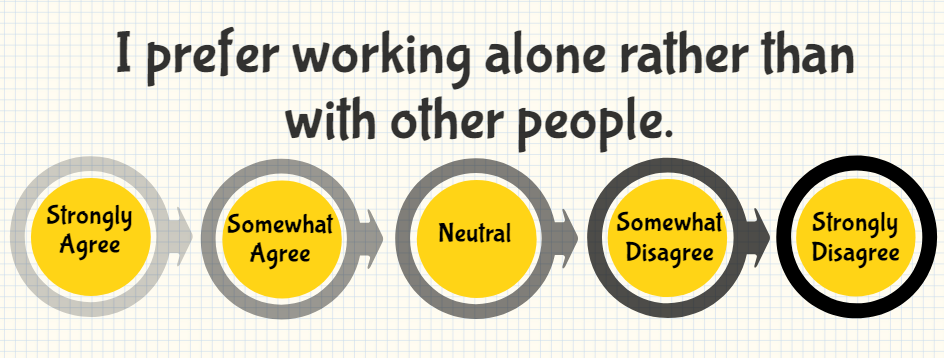 I prefer working alone rather than
with other people.
Strongly
Agree
Somewhat
Agree
Neutral
Somewhat
Disagree
Strongly
Disagree